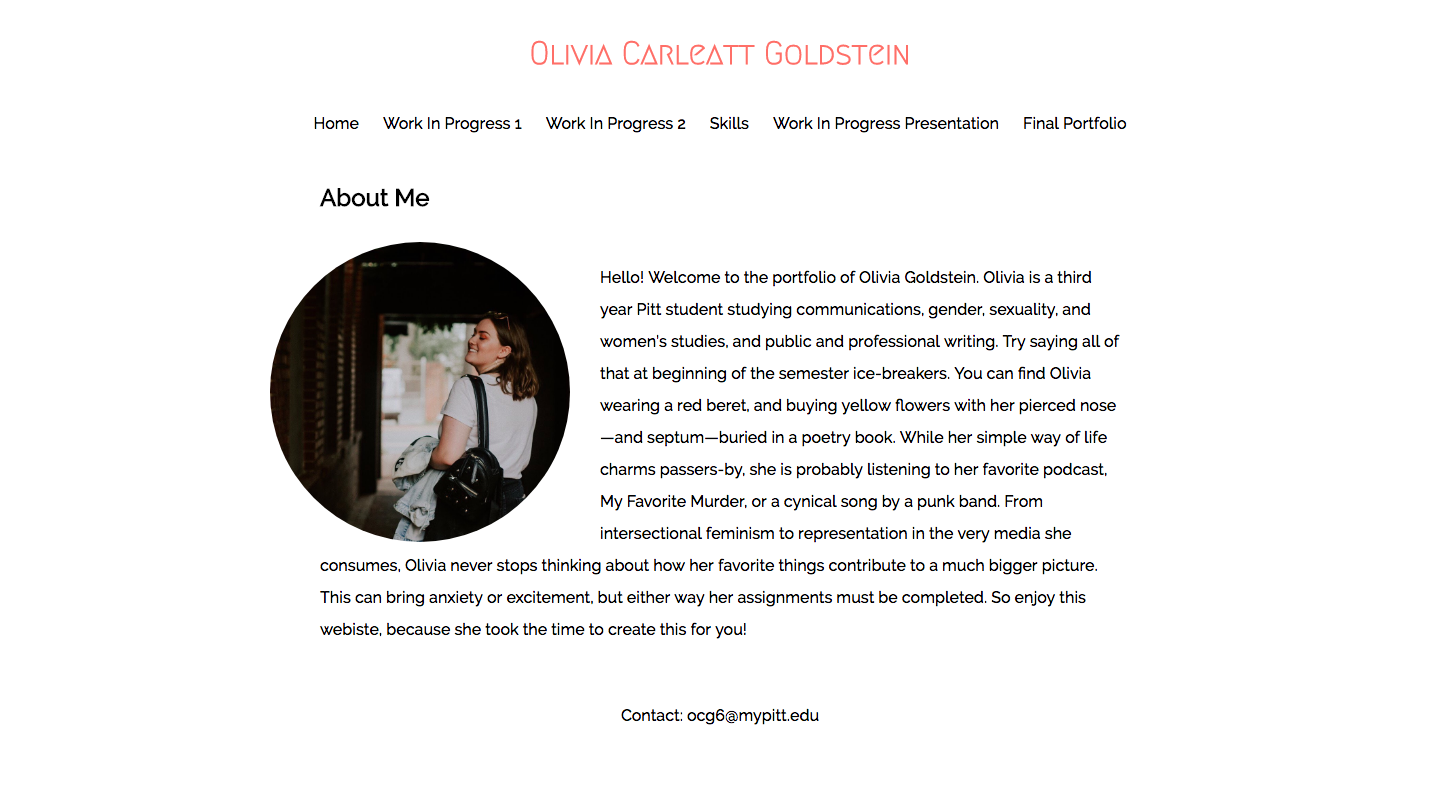 Olivia Carleatt Goldstein
Home Work In Progress 1 Work In Progress 2 Skills Work In Progress Presentation Final Portfolio
About Me
Hello! Welcome to the portfolio of Olivia Goldstein. Olivia is a third
year Pitt student studying communications, gender, sexuality, and
women's studies, and public and professional writing. Try saying all of
that at beginning of the semester ice-breakers. You can find Olivia
wearing a red beret, and buying yellow flowers with her pierced nose
—and septum—buried in a poetry book. While her simple way of life
charms passers-by, she is probably listening to her favorite podcast,
My Favorite Murder, or a cynical song by a punk band. From
intersectional feminism to representation in the very media she
consumes, Olivia never stops thinking about how her favorite things contribute to a much bigger picture.
This can bring anxiety or excitement, but either way her assignments must be completed. So enjoy this
webiste, because she took the time to create this for you!
Contact: ocg6@mypitt.edu